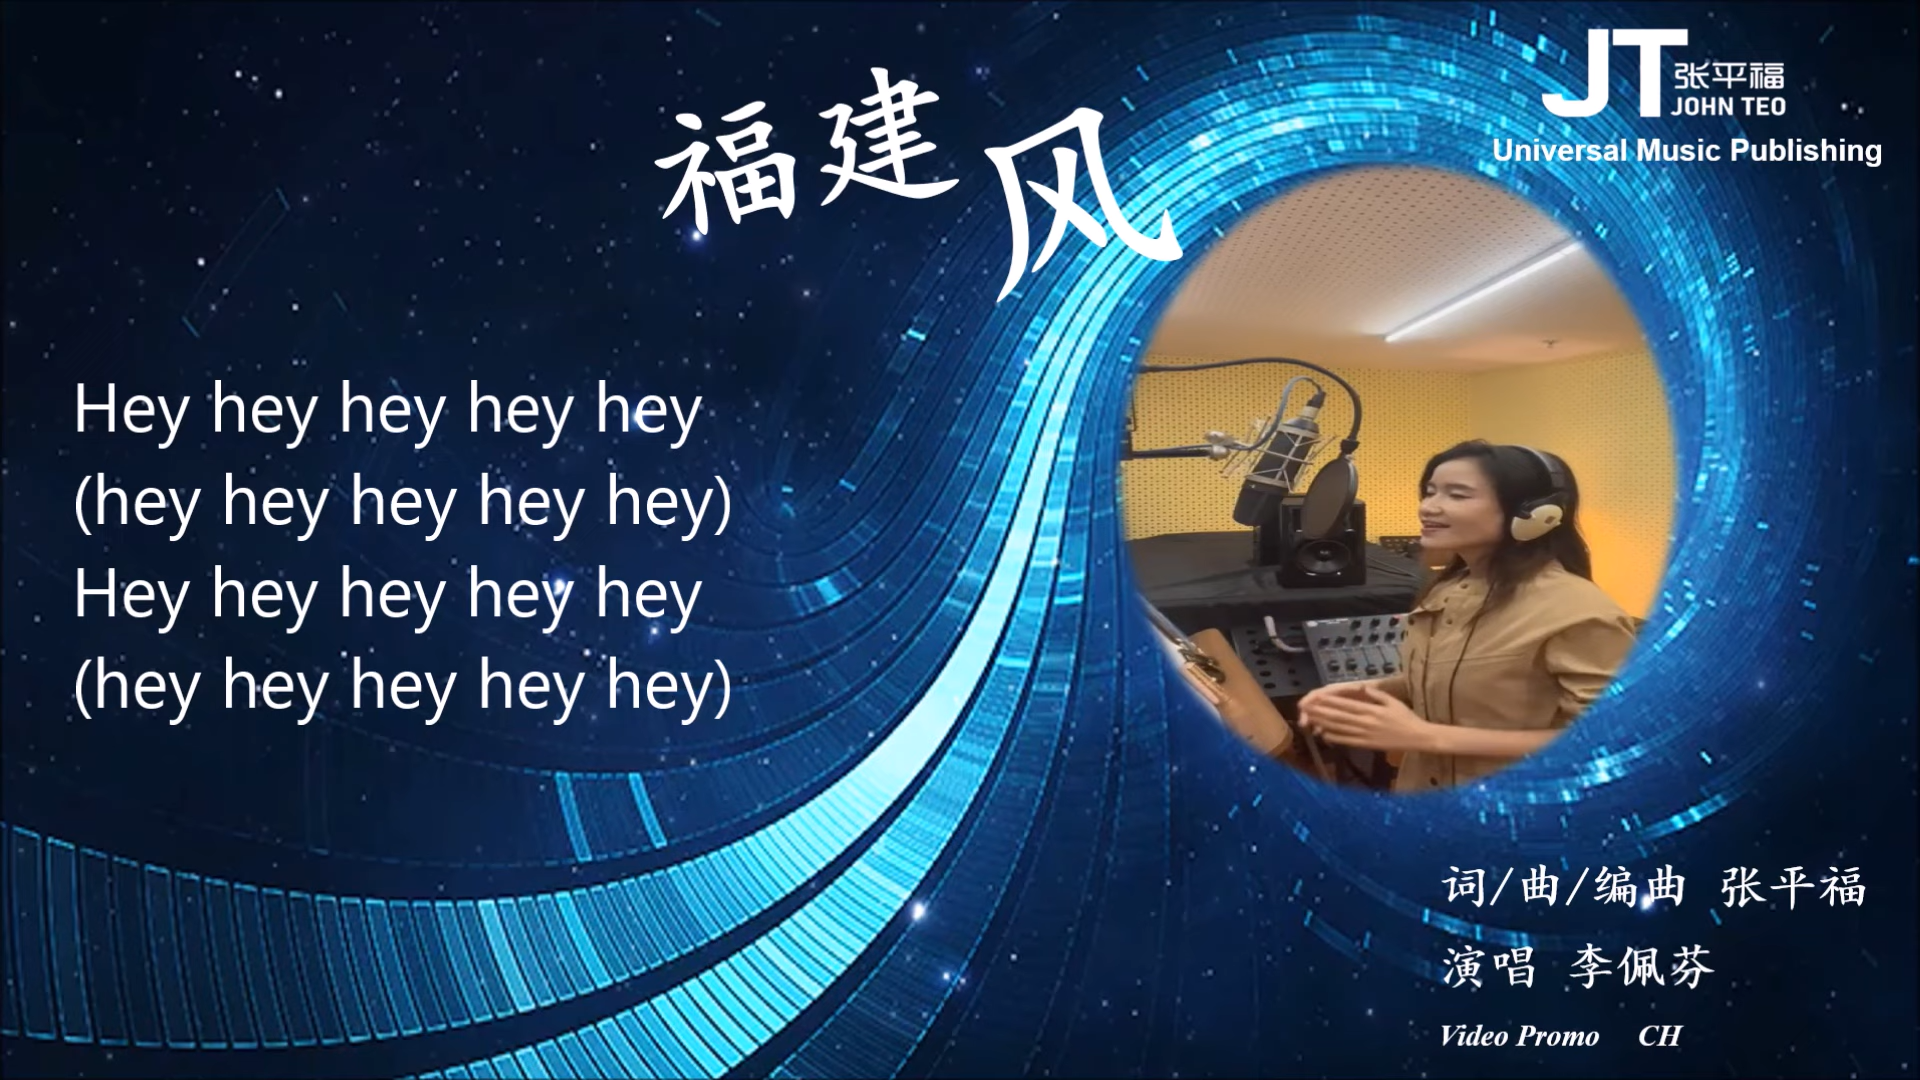 福建风
JT 张平福
JOHN TEO
Universal Music Publishing
Hey hey hey hey hey
(hey hey hey hey hey)
Hey hey hey hey hey
(hey hey hey hey hey)
词/曲/编曲 张平福
演唱 李佩芬
Video Promo CH